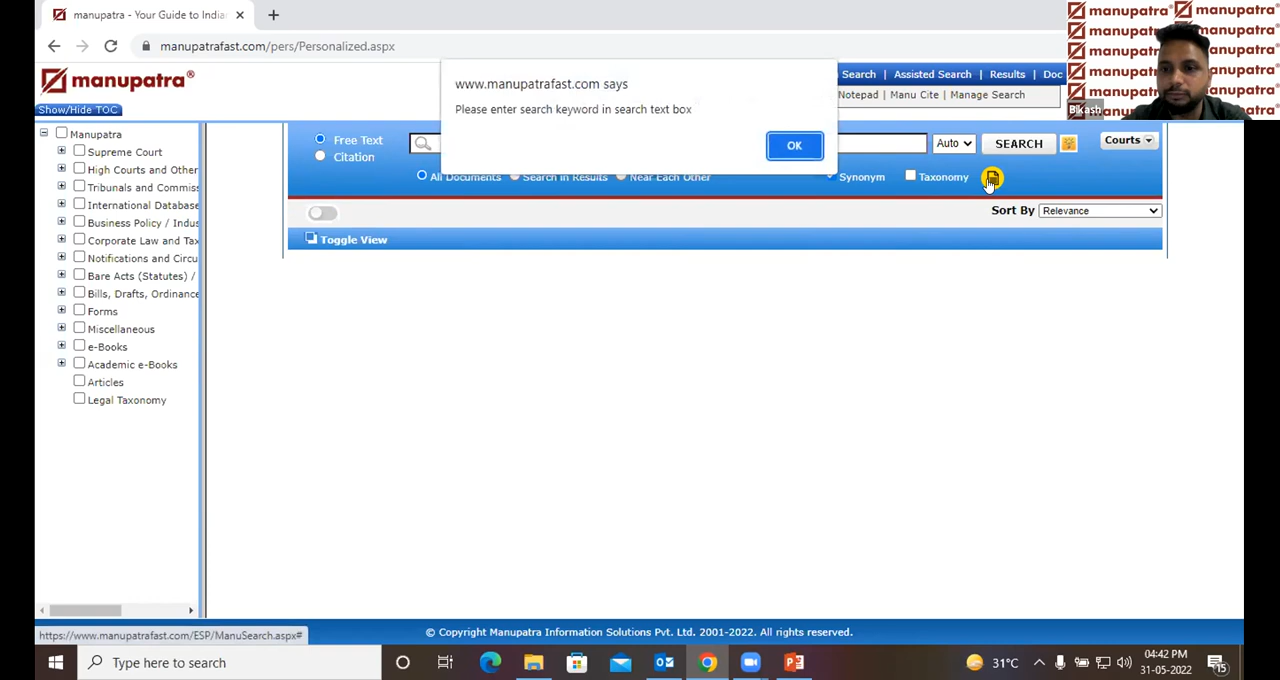 manupatra - Your Guide to India
manupatrafast.com/pers/Personalized.aspx
manupatra manupatra
manupatra
manupatra
Bikash
manupatra
Show/Hide TOC
www.manupatrafast.com says
Please enter search keyword in search text box
OK
Search
Assisted Search
Results
Doc
Notepad
Manu Cite
Manage Search
Free Text
Citation
Auto
SEARCH
Courts
All Documents
Search in Results
Near Each Other
Synonym
Taxonomy
Sort By
Relevance
Toggle View
Manupatra
Supreme Court
High Courts and Other
Tribunals and Commiss
International Database
Business Policy / Indus
Corporate Law and Tax
Notifications and Circu
Bare Acts (Statutes) /
Bills, Drafts, Ordinance
Forms
Miscellaneous
e-Books
Academic e-Books
Articles
Legal Taxonomy
https://www.manupatrafast.com/ESP/ManuSearch.aspx#
© Copyright Manupatra Information Solutions Pvt. Ltd. 2001-2022. All rights reserved.
Type here to search
31°C
04:42 PM
31-05-2022
15